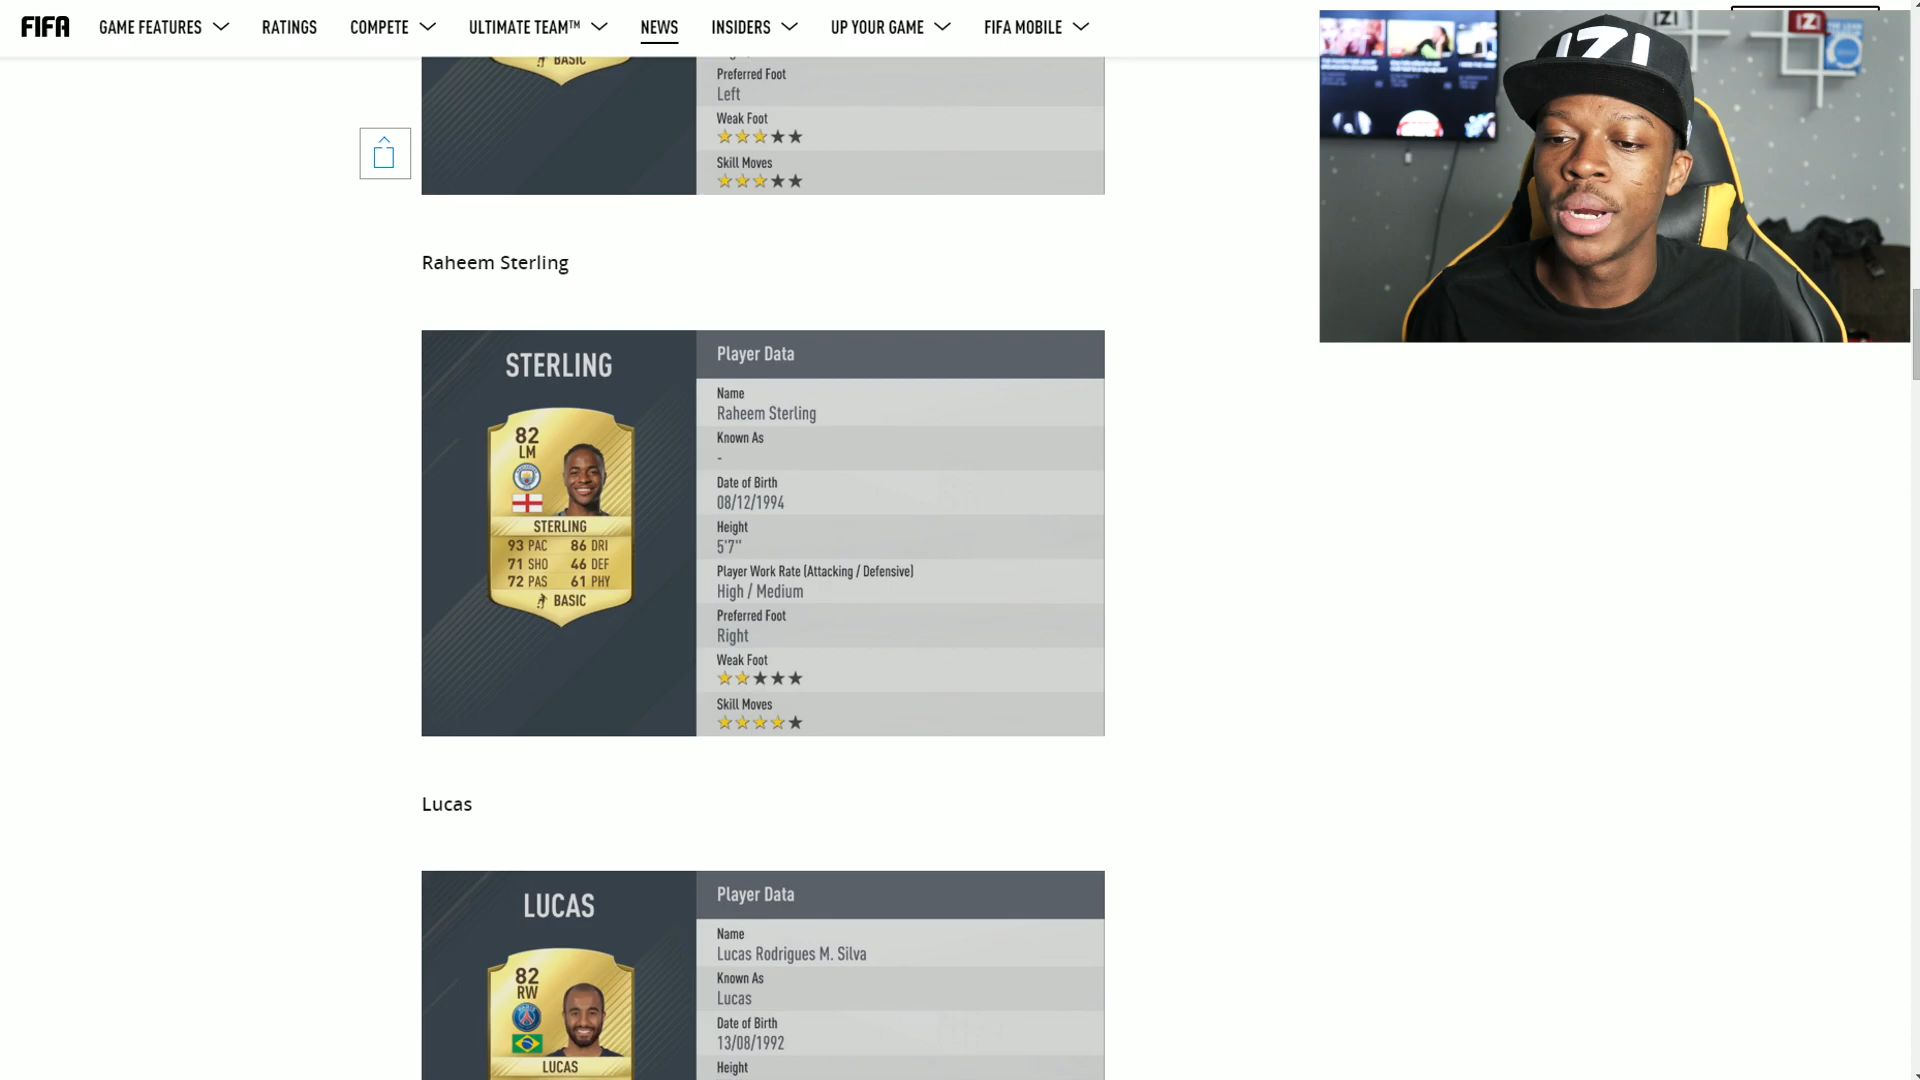 FIFA GAME FEATURES RATINGS COMPETE ULTIMATE TEAM™ NEWS INSIDERS UP YOUR GAME FIFA MOBILE
IZI
IZI
IZI
BASIC
Preferred Foot
Left
Weak Foot
Skill Moves
Raheem Sterling
STERLING
82
LM
STERLING
93 PAC 86 DRI
71 SHO 46 DEF
72 PAS 61 PHY
BASIC
Player Data
Name
Raheem Sterling
Known As
-
Date of Birth
08/12/1994
Height
5'7"
Player Work Rate (Attacking / Defensive)
High / Medium
Preferred Foot
Right
Weak Foot
Skill Moves
Lucas
LUCAS
82
RW
LUCAS
Player Data
Name
Lucas Rodrigues M. Silva
Known As
Lucas
Date of Birth
13/08/1992
Height